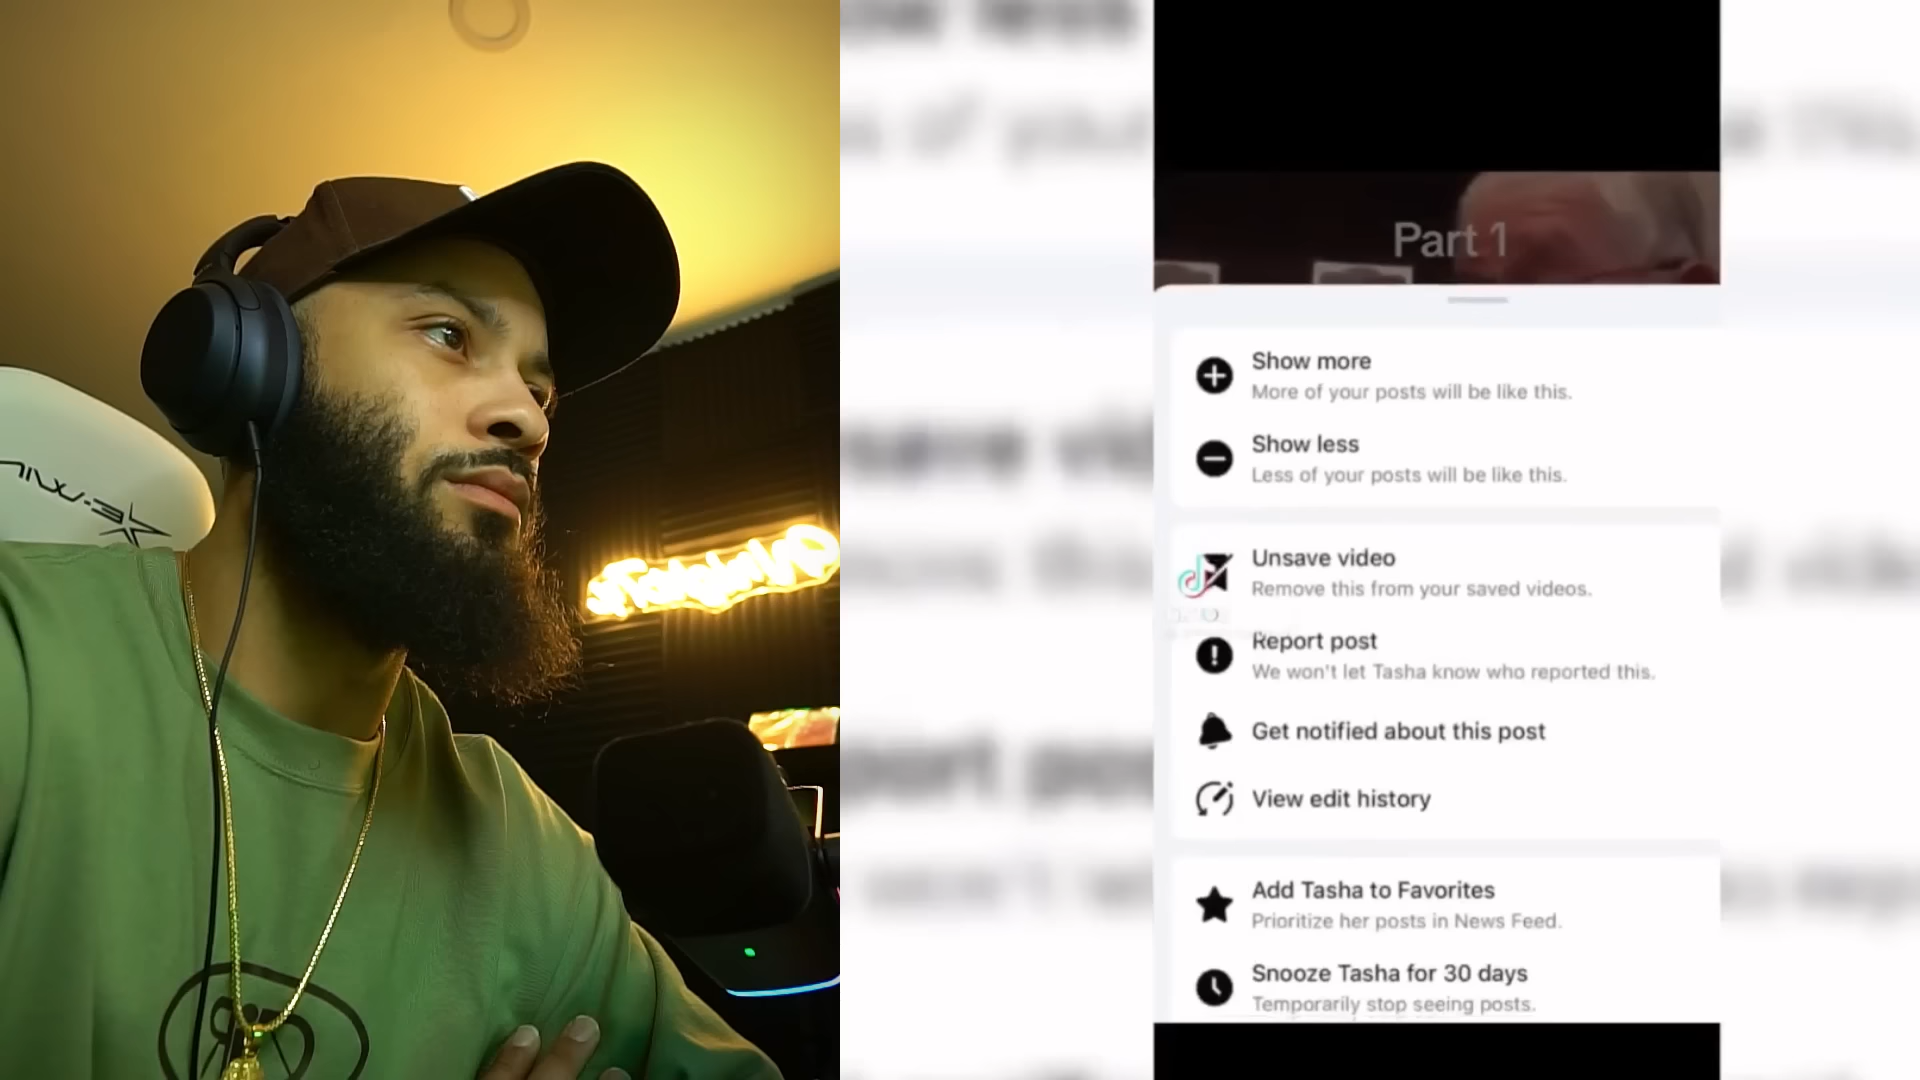 Part 1
Show more
More of your posts will be like this.
Show less
Less of your posts will be like this.
Unsave video
Remove this from your saved videos.
Report post
We won't let Tasha know who reported this.
Get notified about this post
View edit history
Add Tasha to Favorites
Prioritize her posts in News Feed.
Snooze Tasha for 30 days
Temporarily stop seeing posts.